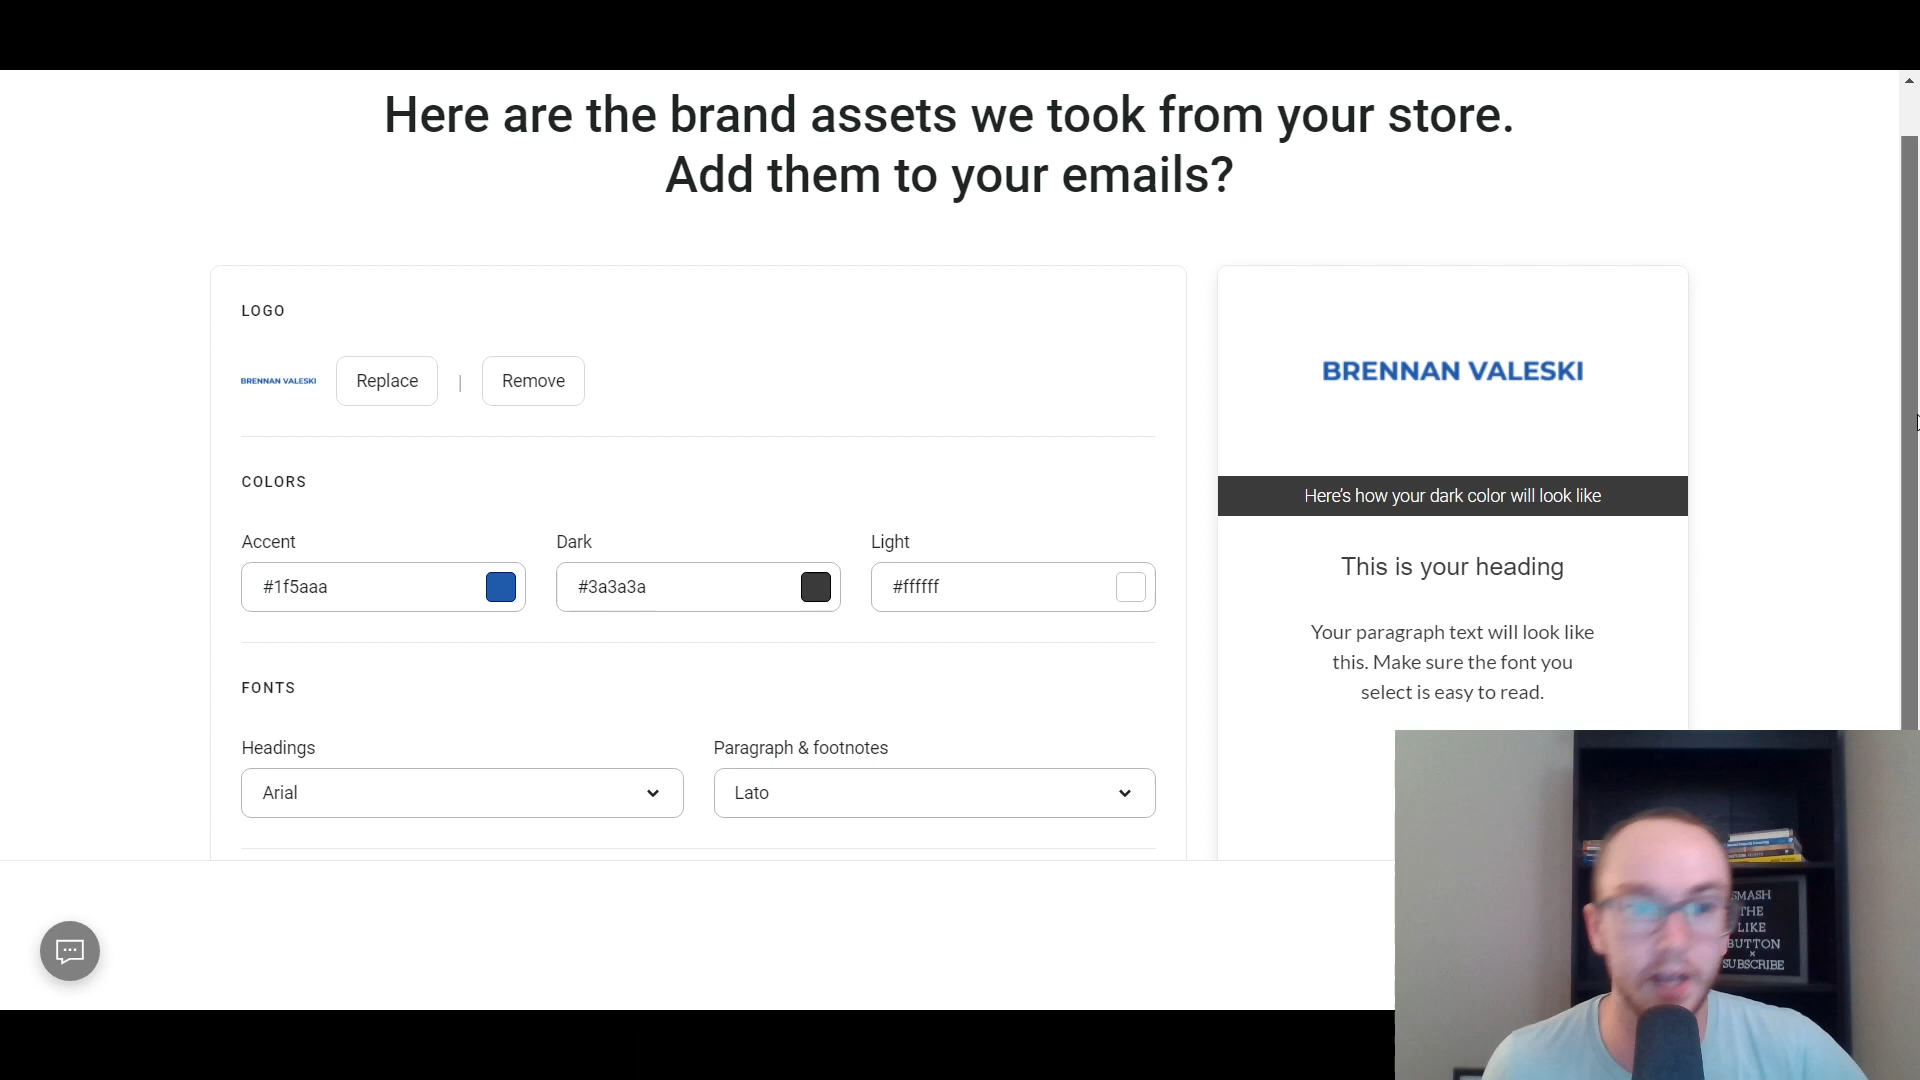 Here are the brand assets we took from your store.
Add them to your emails?
LOGO
BRENNAN VALESKI
Replace
|
Remove
COLORS
Accent
Dark
Light
#1f5aaa
#3a3a3a
#ffffff
FONTS
Headings
Paragraph & footnotes
Arial
Lato
BRENNAN VALESKI
Here's how your dark color will look like
This is your heading
Your paragraph text will look like
this. Make sure the font you
select is easy to read.
SMASH
THE
LIKE
BUTTON
×
SUBSCRIBE